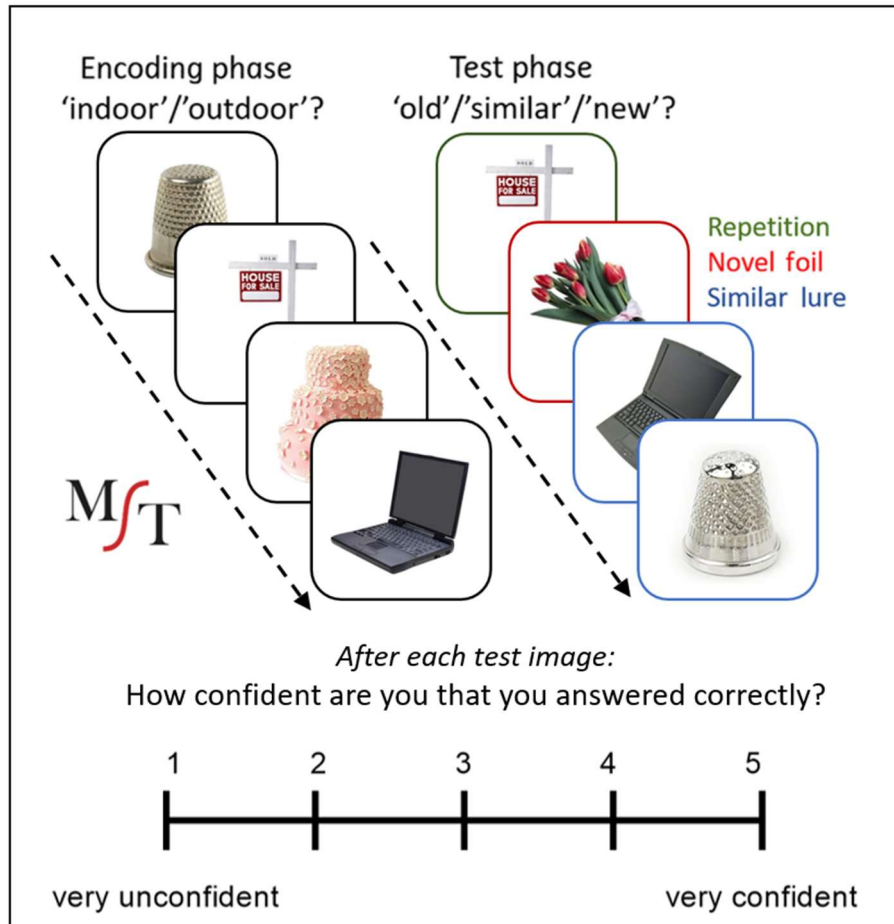 Encoding phase
'indoor'/'outdoor'?
Test phase
'old'/'similar'/'new'?
SOLD
HOUSE
FOR SALE
SOLD
HOUSE
FOR SALE
Repetition
Novel foil
Similar lure
MST
After each test image:
How confident are you that you answered correctly?
1 2 3 4 5
very unconfident
very confident